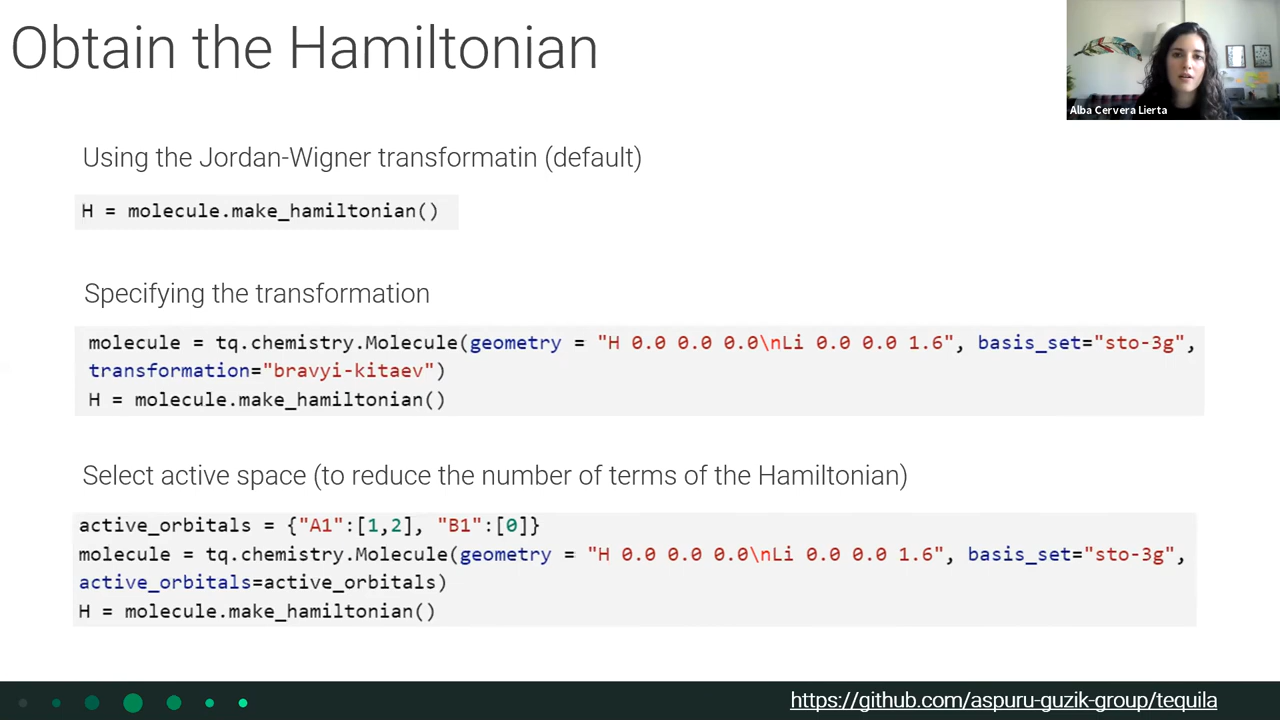 Obtain the Hamiltonian
Alba Cervera Lierta
Using the Jordan-Wigner transformatin (default)
H = molecule.make_hamiltonian()
Specifying the transformation
molecule = tq.chemistry.Molecule(geometry = "H 0.0 0.0 0.0\nLi 0.0 0.0 1.6", basis_set="sto-3g",
transformation="bravyi-kitaev")
H = molecule.make_hamiltonian()
Select active space (to reduce the number of terms of the Hamiltonian)
active_orbitals = {"A1":[1,2], "B1":[0]}
molecule = tq.chemistry.Molecule(geometry = "H 0.0 0.0 0.0\nLi 0.0 0.0 1.6", basis_set="sto-3g",
active_orbitals=active_orbitals)
H = molecule.make_hamiltonian()
https://github.com/aspuru-guzik-group/tequila